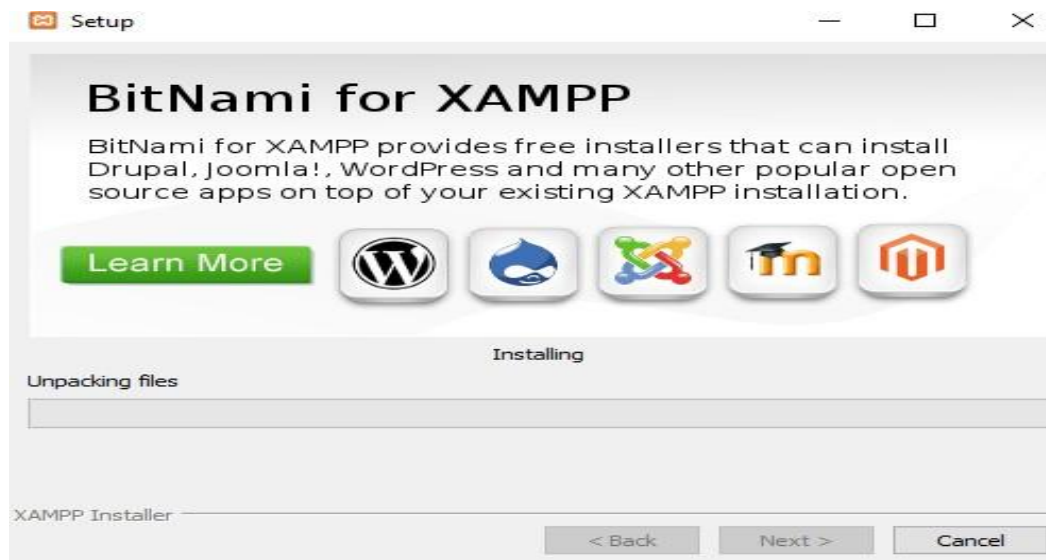 Setup
BitNami for XAMPP
BitNami for XAMPP provides free installers that can install
Drupal, Joomla!, WordPress and many other popular open
source apps on top of your existing XAMPP installation.
Learn More
Installing
Unpacking files
XAMPP Installer
< Back Next > Cancel